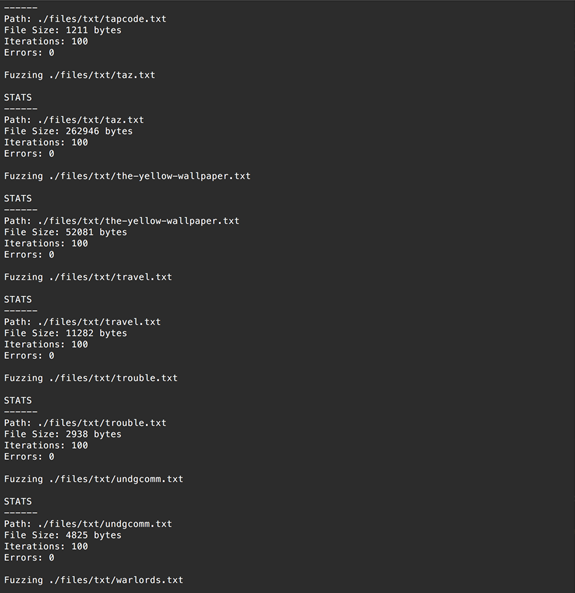 ------
Path: ./files/txt/tapcode.txt
File Size: 1211 bytes
Iterations: 100
Errors: 0
Fuzzing ./files/txt/taz.txt
STATS
------
Path: ./files/txt/taz.txt
File Size: 262946 bytes
Iterations: 100
Errors: 0
Fuzzing ./files/txt/the-yellow-wallpaper.txt
STATS
------
Path: ./files/txt/the-yellow-wallpaper.txt
File Size: 52081 bytes
Iterations: 100
Errors: 0
Fuzzing ./files/txt/travel.txt
STATS
------
Path: ./files/txt/travel.txt
File Size: 11282 bytes
Iterations: 100
Errors: 0
Fuzzing ./files/txt/trouble.txt
STATS
------
Path: ./files/txt/trouble.txt
File Size: 2938 bytes
Iterations: 100
Errors: 0
Fuzzing ./files/txt/undgcomm.txt
STATS
------
Path: ./files/txt/undgcomm.txt
File Size: 4825 bytes
Iterations: 100
Errors: 0
Fuzzing ./files/txt/warlords.txt